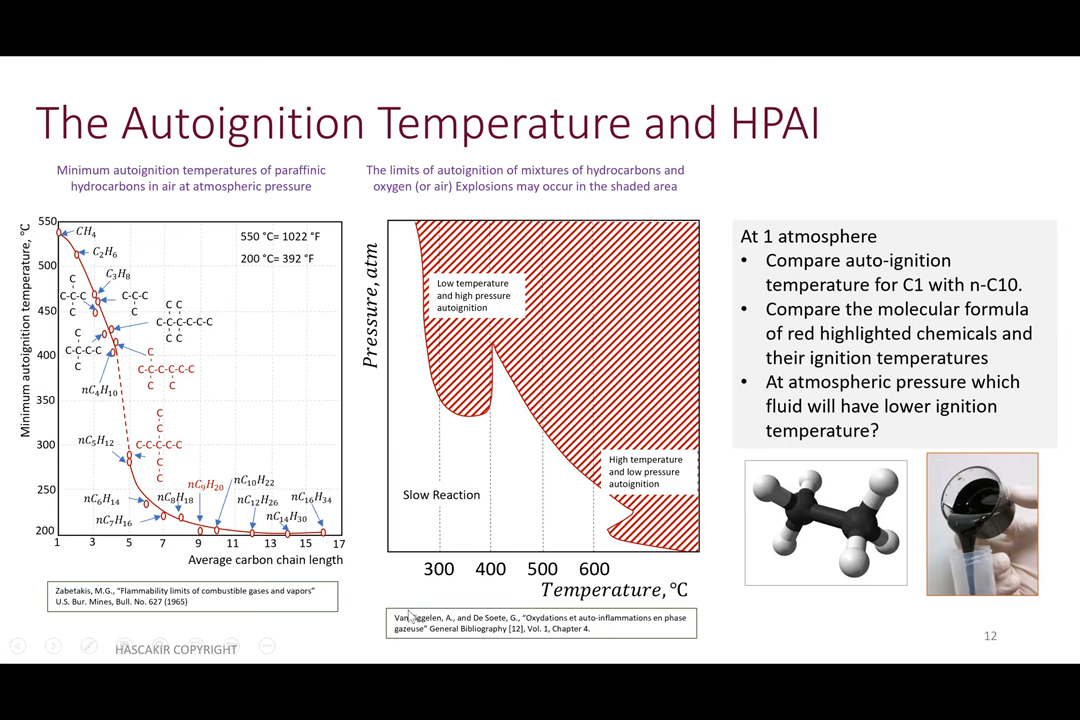 The Autoignition Temperature and HPAI
Minimum autoignition temperatures of paraffinic
hydrocarbons in air at atmospheric pressure
The limits of autoignition of mixtures of hydrocarbons and
oxygen (or air) Explosions may occur in the shaded area
Minimum autoignition temperature, °C
550
500
450
400
350
300
250
200
550 °C= 1022 °F
200 °C= 392 °F
CH₄
C₂H₆
C₃H₈
C
C-C-C
C
C-C-C
C
C C
C-C-C-C-C-C
C C
C
C-C-C-C
C
C
C-C-C-C-C-C
C C
nC₄H₁₀
C
C
C-C-C-C-C
C
C
nC₅H₁₂
nC₆H₁₄
nC₇H₁₆
nC₈H₁₈
nC₉H₂₀
nC₁₀H₂₂
nC₁₂H₂₆
nC₁₄H₃₀
nC₁₆H₃₄
1 3 5 7 9 11 13 15 17
Average carbon chain length
Zabetakis, M.G., "Flammability limits of combustible gases and vapors"
U.S. Bur. Mines, Bull. No. 627 (1965)
Pressure, atm
Low temperature
and high pressure
autoignition
High temperature
and low pressure
autoignition
Slow Reaction
300 400 500 600
Temperature, °C
Van Tiggelen, A., and De Soete, G., "Oxydations et auto-inflammations en phase
gazeuse" General Bibliography [12], Vol. 1, Chapter 4.
At 1 atmosphere
• Compare auto-ignition
temperature for C1 with n-C10.
• Compare the molecular formula
of red highlighted chemicals and
their ignition temperatures
• At atmospheric pressure which
fluid will have lower ignition
temperature?
HASCAKIR COPYRIGHT
12